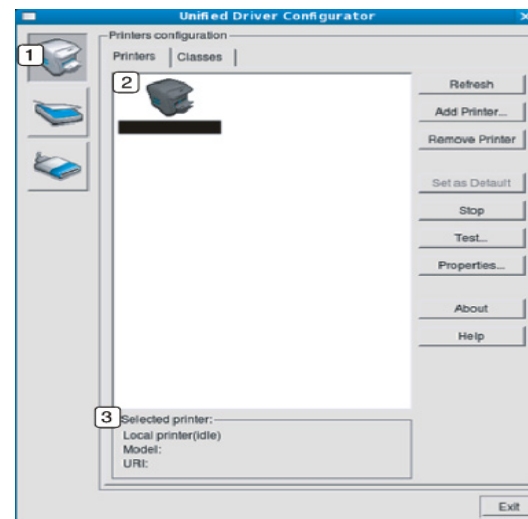 Unified Driver Configurator
1
Printers configuration
Printers
Classes
2
Refresh
Add Printer...
Remove Printer
Set as Default
Stop
Test...
Properties...
About
Help
3
Selected printer:
Local printer(idle)
Model:
URI:
Exit